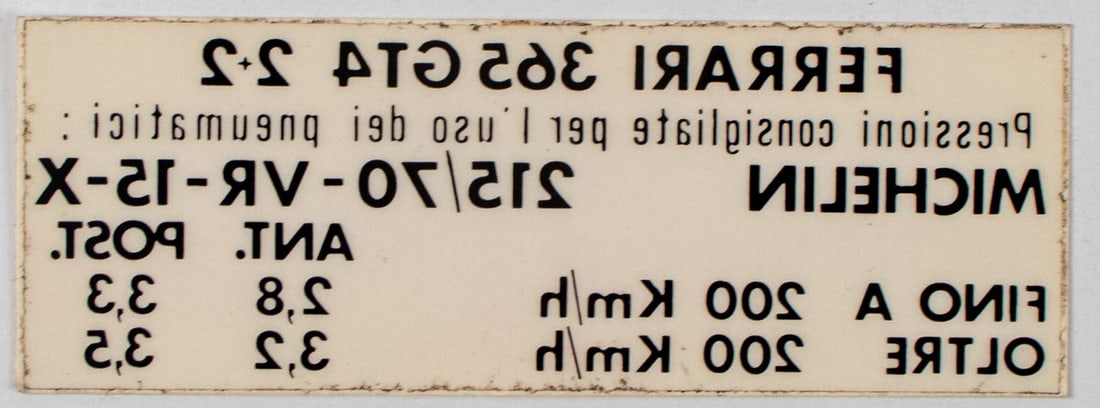 FERRARI 365 GT4 2+2
Pressioni consigliate per l'uso dei pneumatici :
MICHELIN 215/70 - VR - 15 - X
ANT. POST.
FINO A 200 Km/h 2,8 3,3
OLTRE 200 Km/h 3,2 3,5